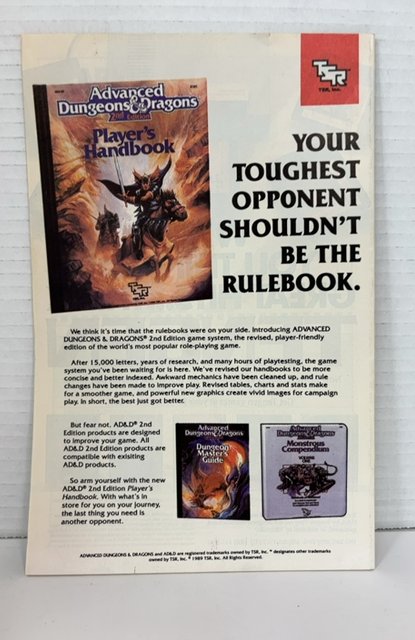 TSR
TSR, Inc.
Advanced
Dungeons & Dragons
2nd Edition
Player's
Handbook
TSR
YOUR
TOUGHEST
OPPONENT
SHOULDN'T
BE THE
RULEBOOK.
We think it's time that the rulebooks were on your side. Introducing ADVANCED
DUNGEONS & DRAGONS® 2nd Edition game system, the revised, player-friendly
edition of the world's most popular role-playing game.
After 15,000 letters, years of research, and many hours of playtesting, the game
system you've been waiting for is here. We've revised our handbooks to be more
concise and better indexed. Awkward mechanics have been cleaned up, and rule
changes have been made to improve play. Revised tables, charts and stats make
for a smoother game, and powerful new graphics create vivid images for campaign
play. In short, the best just got better.
But fear not. AD&D® 2nd
Edition products are designed
to improve your game. All
AD&D 2nd Edition products are
compatible with exisiting
AD&D products.
So arm yourself with the new
AD&D® 2nd Edition Player's
Handbook. With what's in
store for you on your journey,
the last thing you need is
another opponent.
Advanced
Dungeons & Dragons
Dungeon
Master's
Guide
Advanced
Dungeons & Dragons
Monstrous
Compendium
VOLUME
ONE
ADVANCED DUNGEONS & DRAGONS and AD&D are registered trademarks owned by TSR, Inc. ™ designates other trademarks
owned by TSR, Inc. © 1989 TSR, Inc. All Rights Reserved.